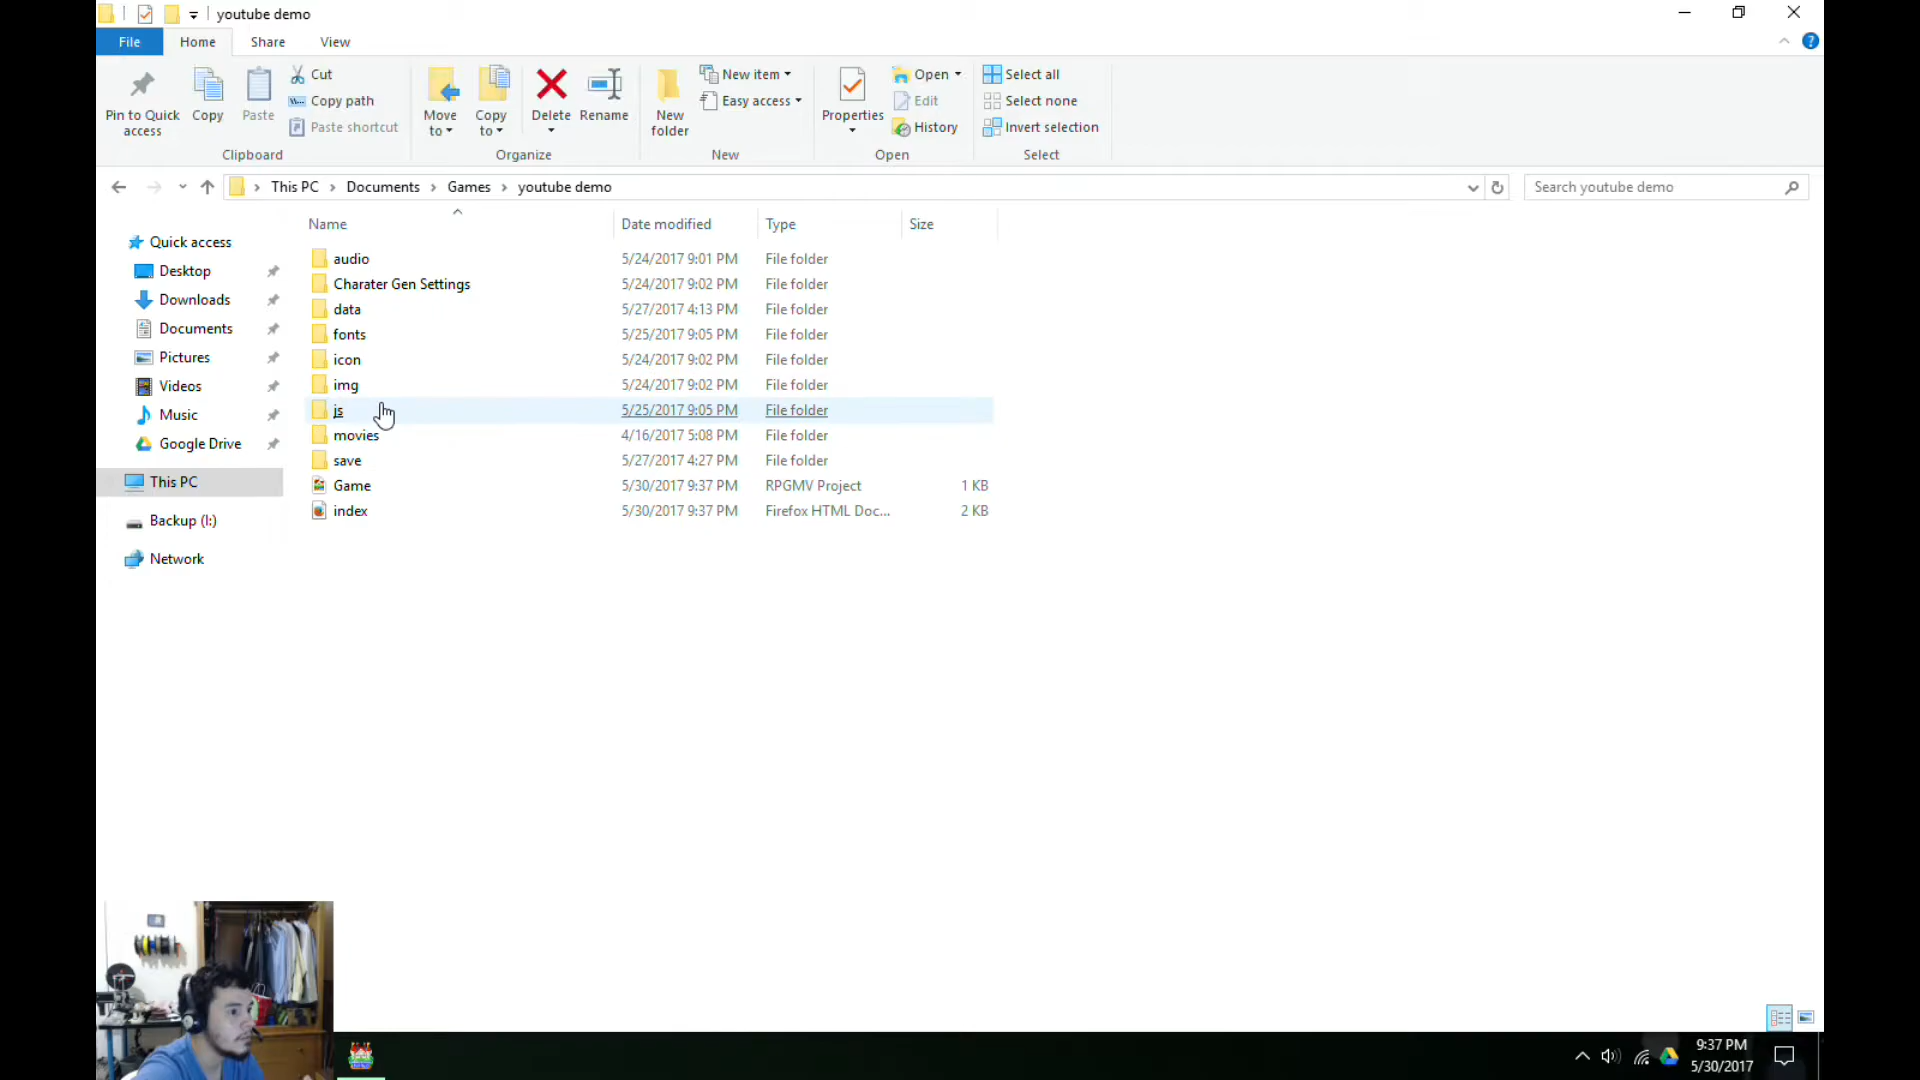 youtube demo
File Home Share View
Pin to Quick access
Copy
Paste
Cut
Copy path
Paste shortcut
Clipboard
Move to
Copy to
Delete
Rename
Organize
New folder
New item
Easy access
New
Properties
Open
Edit
History
Open
Select all
Select none
Invert selection
Select
This PC > Documents > Games > youtube demo
Search youtube demo
Quick access
Desktop
Downloads
Documents
Pictures
Videos
Music
Google Drive
This PC
Backup (I:)
Network
Name Date modified Type Size
audio 5/24/2017 9:01 PM File folder
Charater Gen Settings 5/24/2017 9:02 PM File folder
data 5/27/2017 4:13 PM File folder
fonts 5/25/2017 9:05 PM File folder
icon 5/24/2017 9:02 PM File folder
img 5/24/2017 9:02 PM File folder
js 5/25/2017 9:05 PM File folder
movies 4/16/2017 5:08 PM File folder
save 5/27/2017 4:27 PM File folder
Game 5/30/2017 9:37 PM RPGMV Project 1 KB
index 5/30/2017 9:37 PM Firefox HTML Doc... 2 KB
9:37 PM
5/30/2017